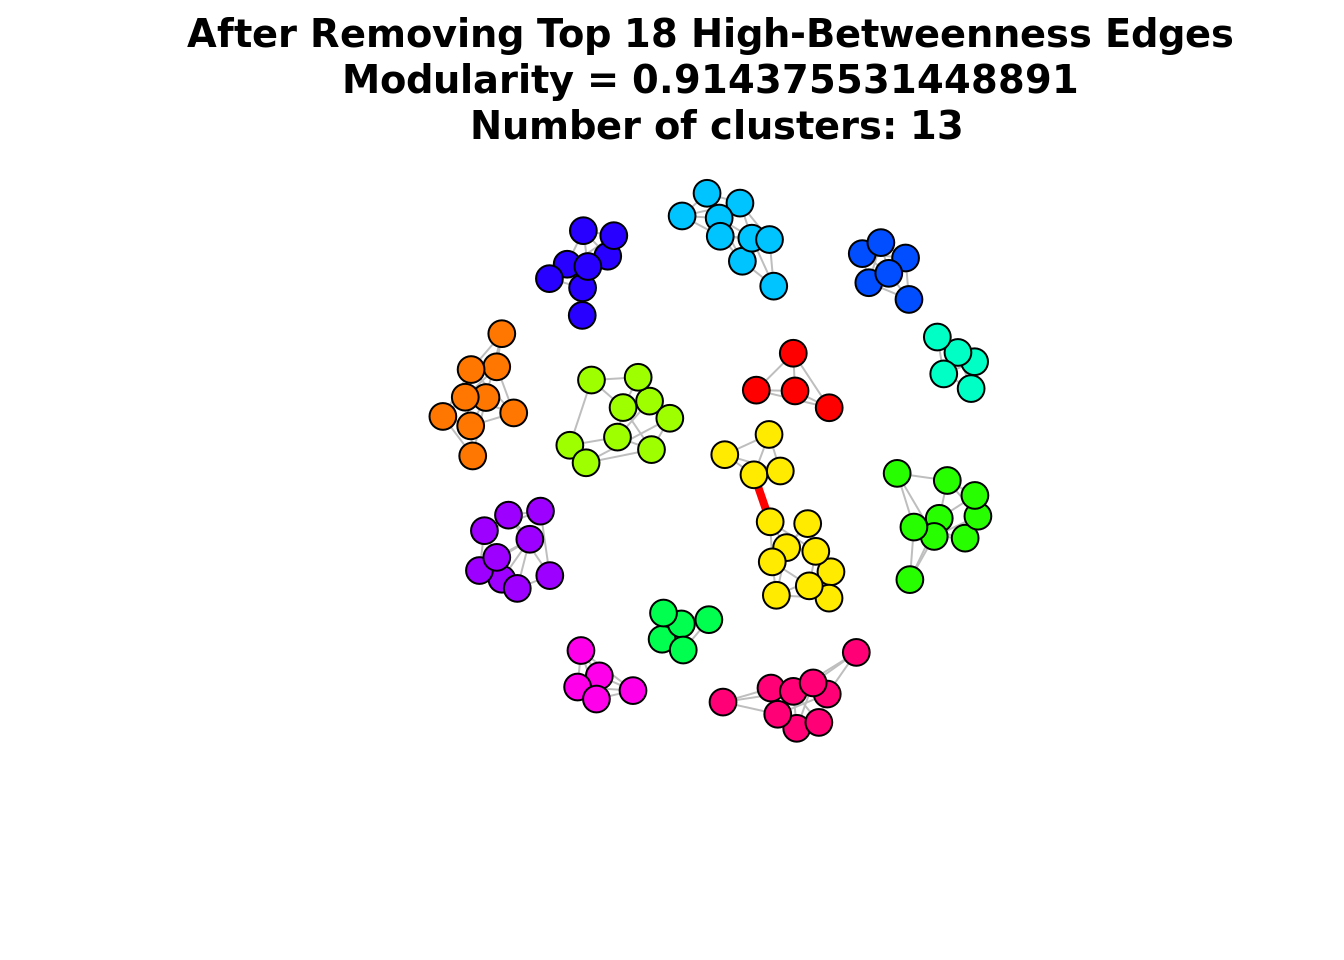 After Removing Top 18 High-Betweenness Edges
Modularity = 0.914375531448891
Number of clusters: 13